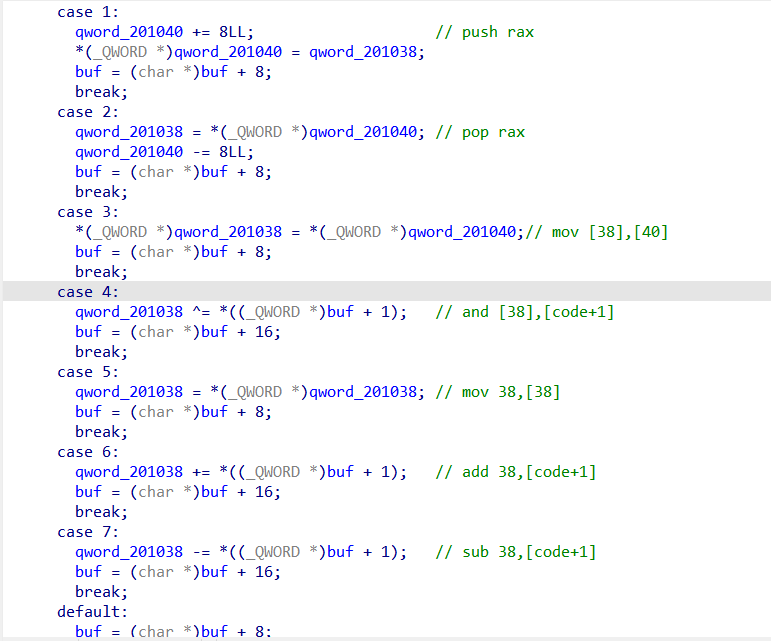 case 1:
qword_201040 += 8LL; // push rax
*(_QWORD *)qword_201040 = qword_201038;
buf = (char *)buf + 8;
break;
case 2:
qword_201038 = *(_QWORD *)qword_201040; // pop rax
qword_201040 -= 8LL;
buf = (char *)buf + 8;
break;
case 3:
*(_QWORD *)qword_201038 = *(_QWORD *)qword_201040;// mov [38],[40]
buf = (char *)buf + 8;
break;
case 4:
qword_201038 ^= *((_QWORD *)buf + 1); // and [38],[code+1]
buf = (char *)buf + 16;
break;
case 5:
qword_201038 = *(_QWORD *)qword_201038; // mov 38,[38]
buf = (char *)buf + 8;
break;
case 6:
qword_201038 += *((_QWORD *)buf + 1); // add 38,[code+1]
buf = (char *)buf + 16;
break;
case 7:
qword_201038 -= *((_QWORD *)buf + 1); // sub 38,[code+1]
buf = (char *)buf + 16;
break;
default:
buf = (char *)buf + 8;